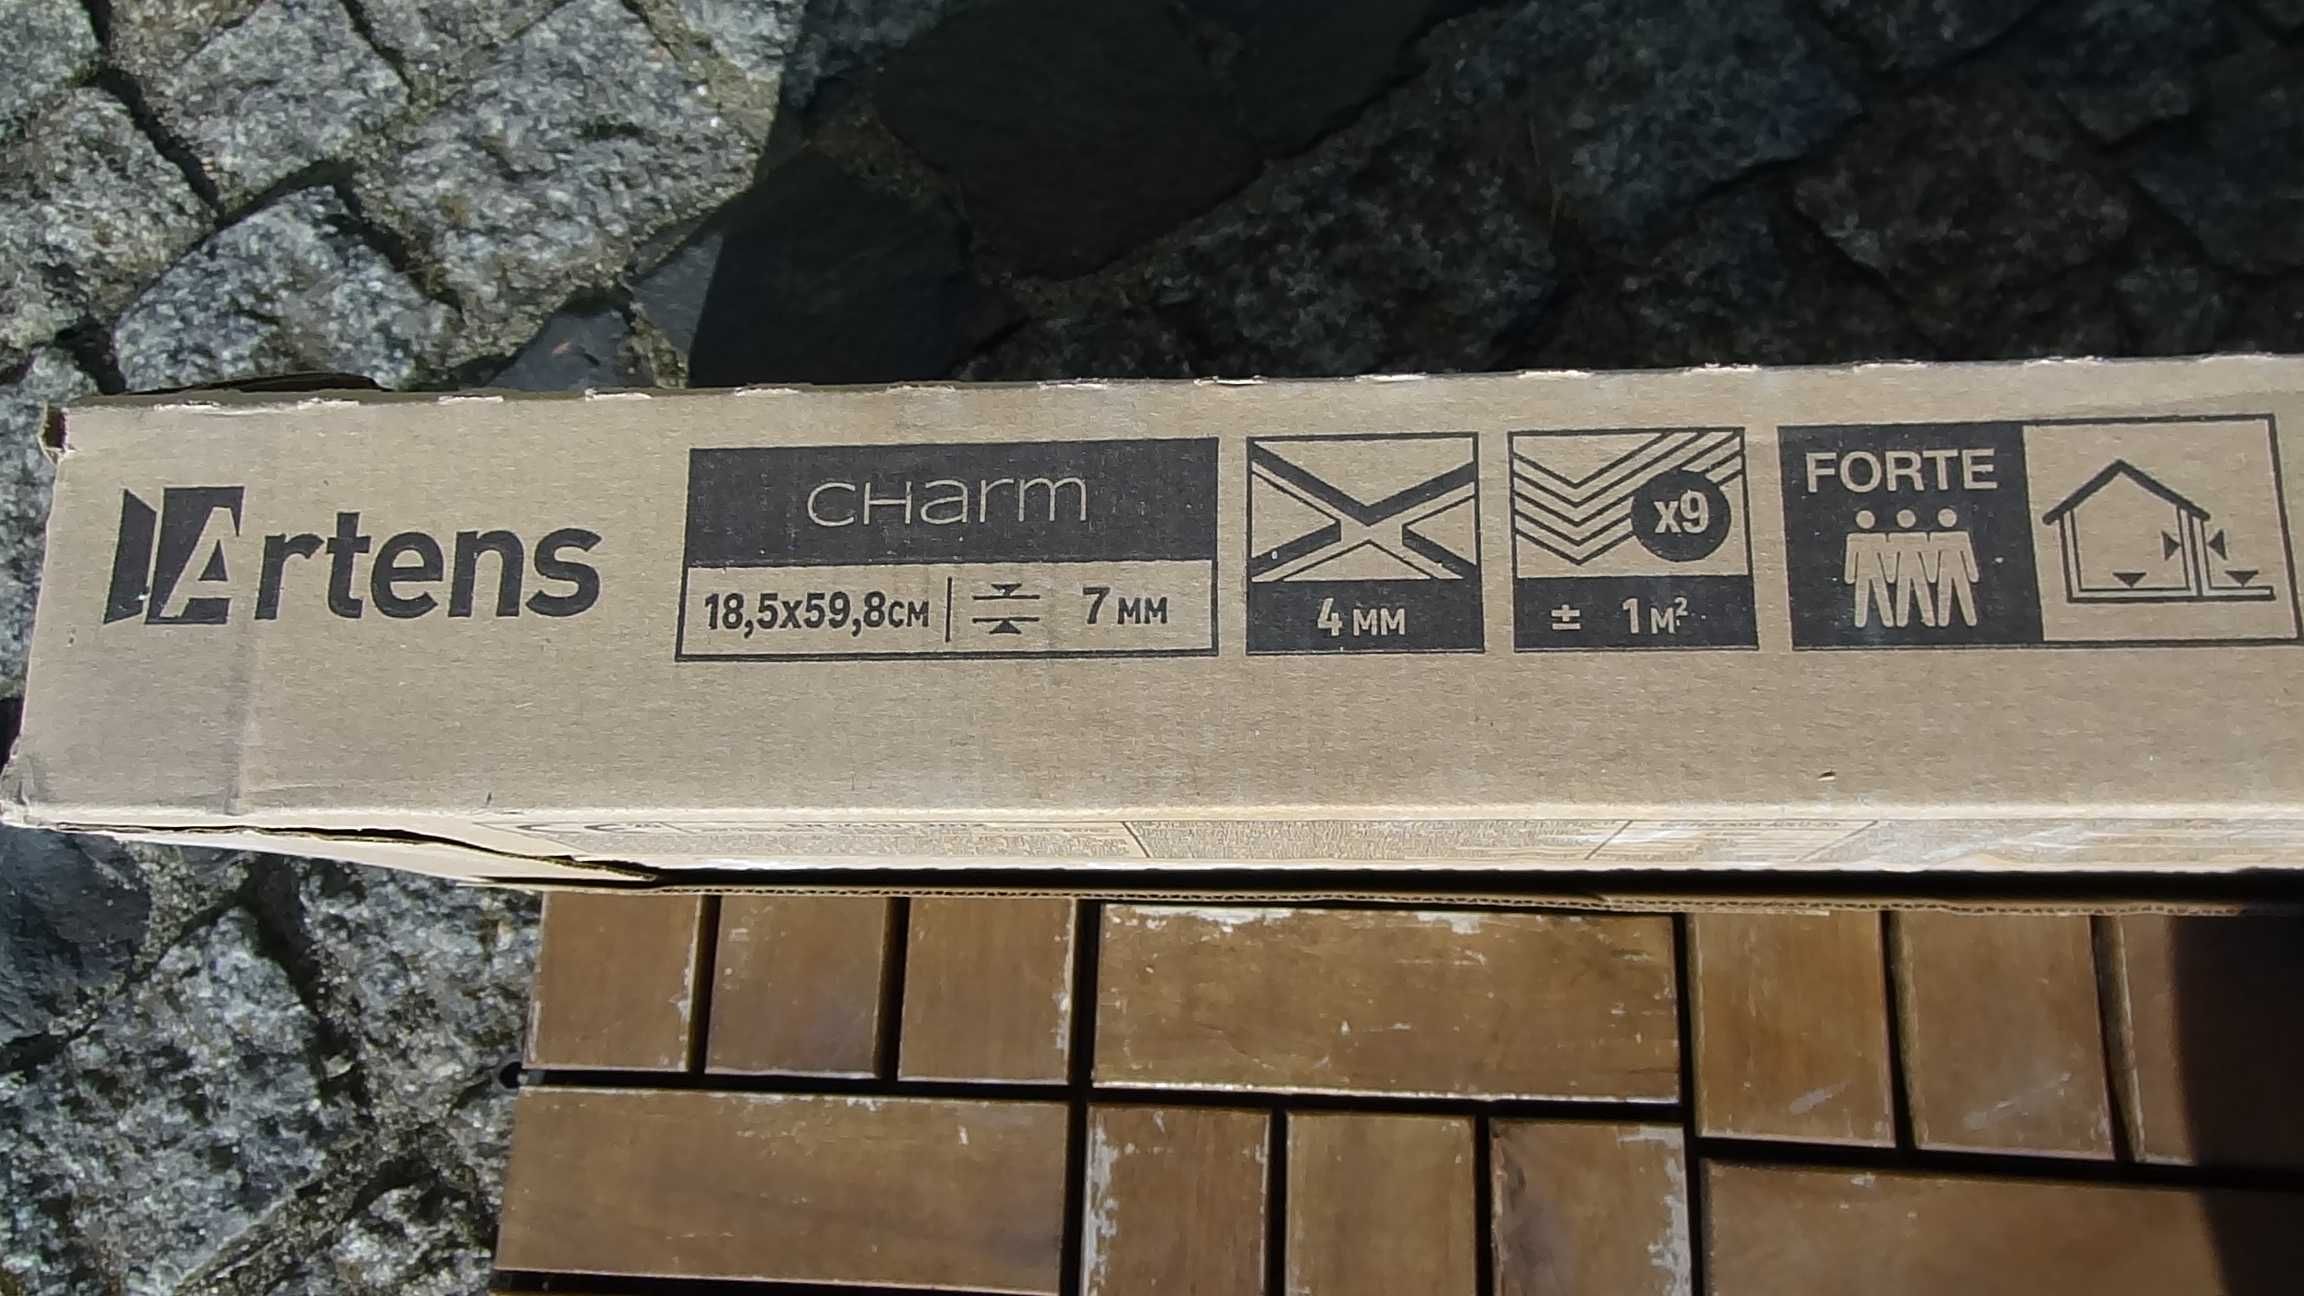 Artens
CHarm
18,5x59,8cm
7 mm
4 mm
x9
± 1m²
FORTE